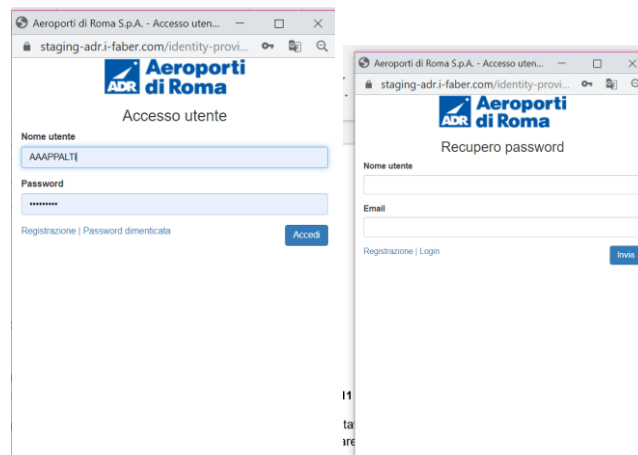 Aeroporti di Roma S.p.A. - Accesso uten...
staging-adr.i-faber.com/identity-provi...
ADR Aeroporti
di Roma
Accesso utente
Nome utente
AAAPPALTI
Password
•••••••••
Registrazione | Password dimenticata
Accedi
Aeroporti di Roma S.p.A. - Accesso uten...
staging-adr.i-faber.com/identity-provi...
ADR Aeroporti
di Roma
Recupero password
Nome utente
Email
Registrazione | Login
Invia